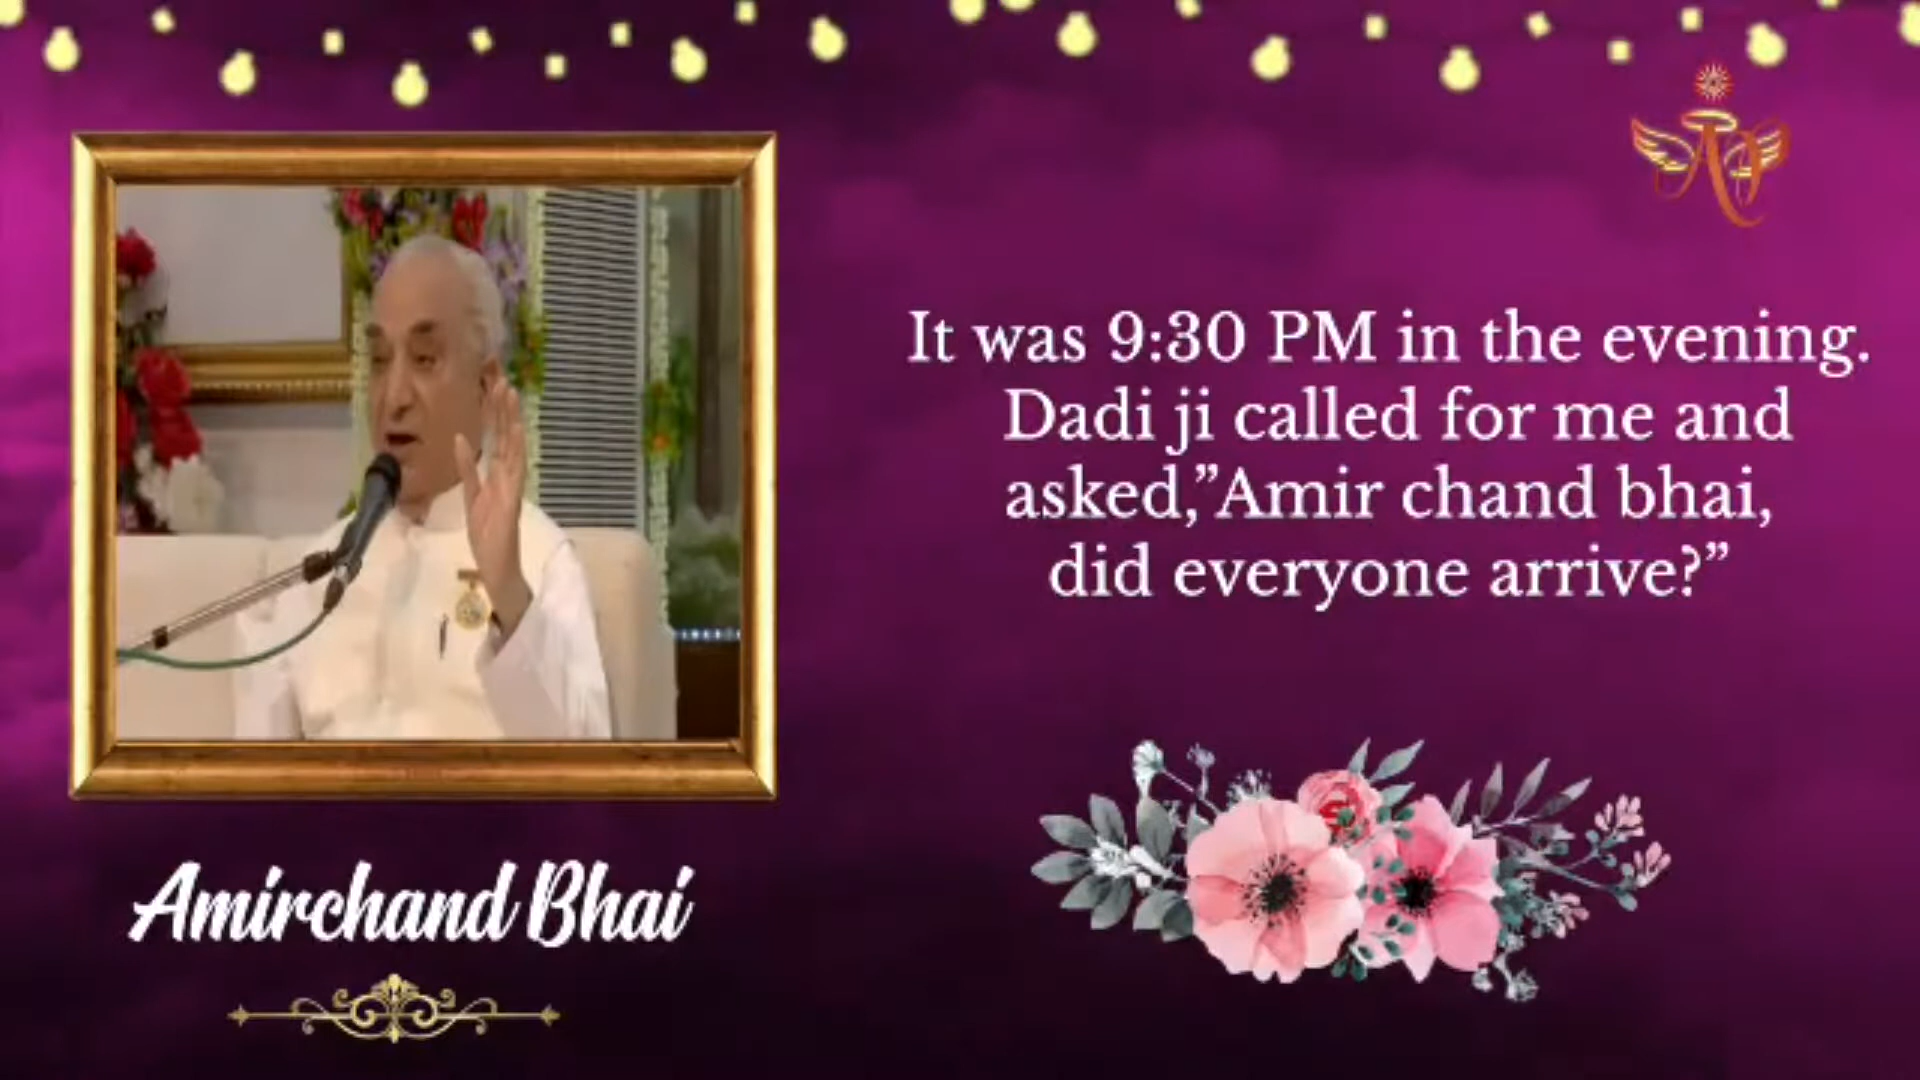 It was 9:30 PM in the evening.
Dadi ji called for me and
asked,”Amir chand bhai,
did everyone arrive?”
Amirchand Bhai